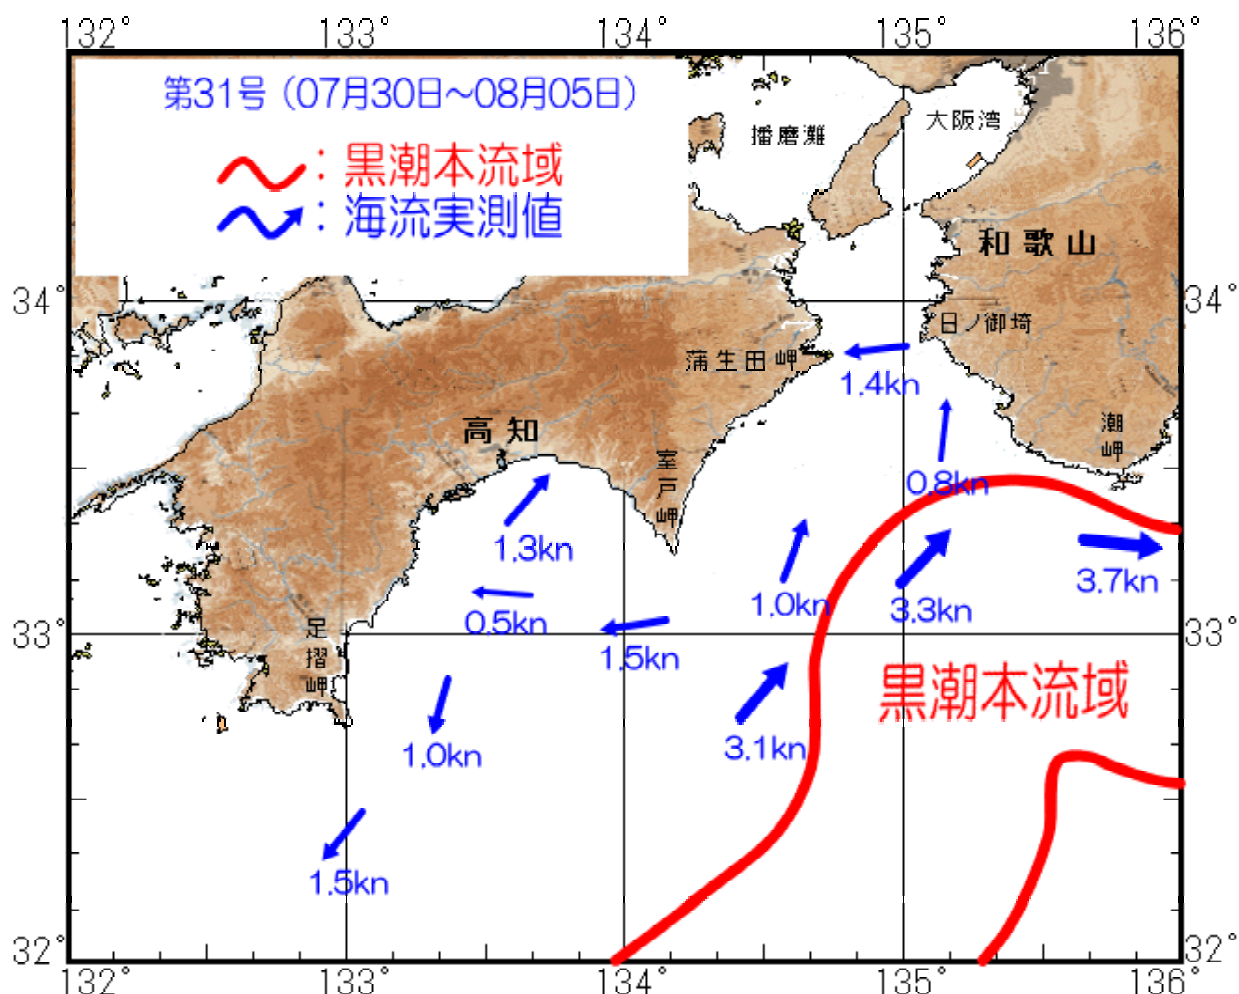 132° 133° 134° 135° 136°
第31号（07月30日～08月05日）
：黒潮本流域
：海流実測値
播磨灘
大阪湾
和歌山
34° 34°
日ノ御埼
蒲生田岬
1.4kn
高知
潮岬
室戸岬
0.8kn
1.3kn
3.7kn
1.0kn
3.3kn
0.5kn
33° 33°
足摺岬
1.5kn
黒潮本流域
3.1kn
1.0kn
1.5kn
32° 32°
132° 133° 134° 135° 136°